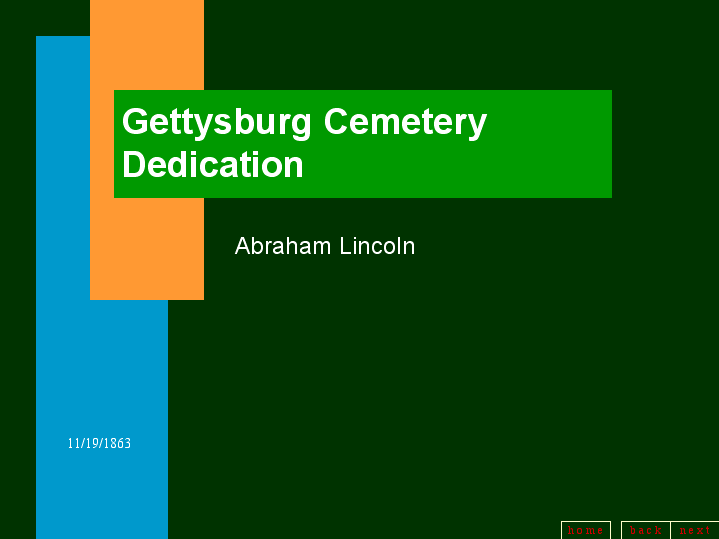 Gettysburg Cemetery
Dedication
Abraham Lincoln
11/19/1863
home back next